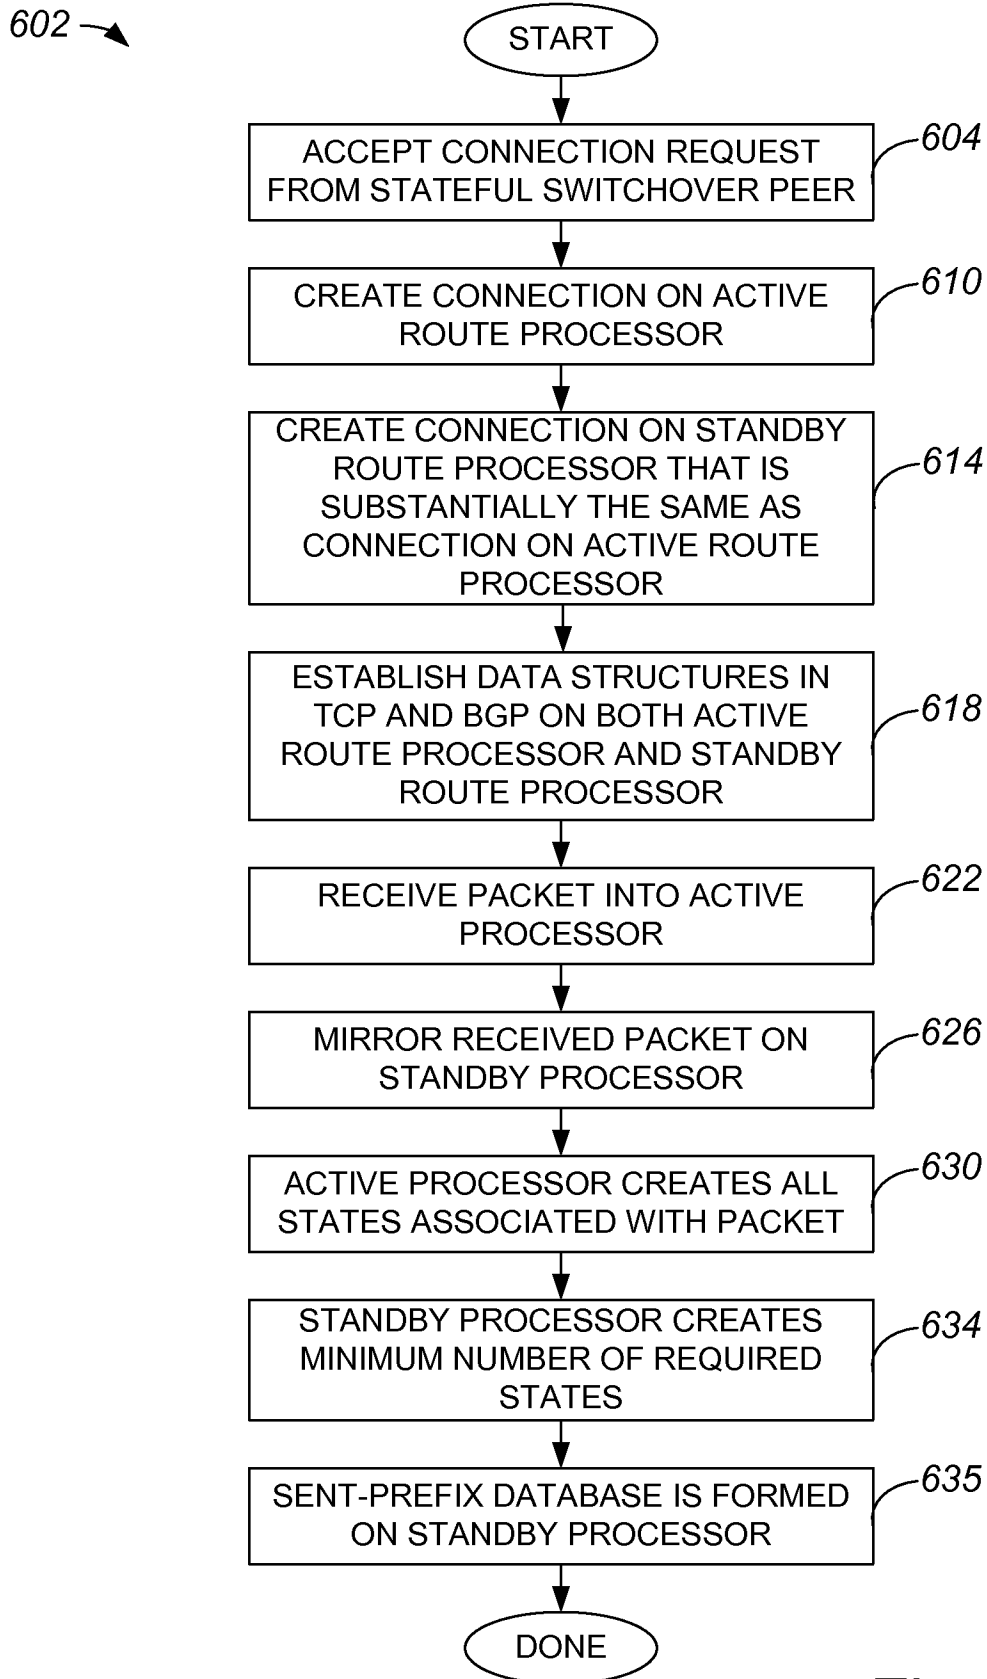 602
START
ACCEPT CONNECTION REQUEST
FROM STATEFUL SWITCHOVER PEER
604
CREATE CONNECTION ON ACTIVE
ROUTE PROCESSOR
610
CREATE CONNECTION ON STANDBY
ROUTE PROCESSOR THAT IS
SUBSTANTIALLY THE SAME AS
CONNECTION ON ACTIVE ROUTE
PROCESSOR
614
ESTABLISH DATA STRUCTURES IN
TCP AND BGP ON BOTH ACTIVE
ROUTE PROCESSOR AND STANDBY
ROUTE PROCESSOR
618
RECEIVE PACKET INTO ACTIVE
PROCESSOR
622
MIRROR RECEIVED PACKET ON
STANDBY PROCESSOR
626
ACTIVE PROCESSOR CREATES ALL
STATES ASSOCIATED WITH PACKET
630
STANDBY PROCESSOR CREATES
MINIMUM NUMBER OF REQUIRED
STATES
634
SENT-PREFIX DATABASE IS FORMED
ON STANDBY PROCESSOR
635
DONE